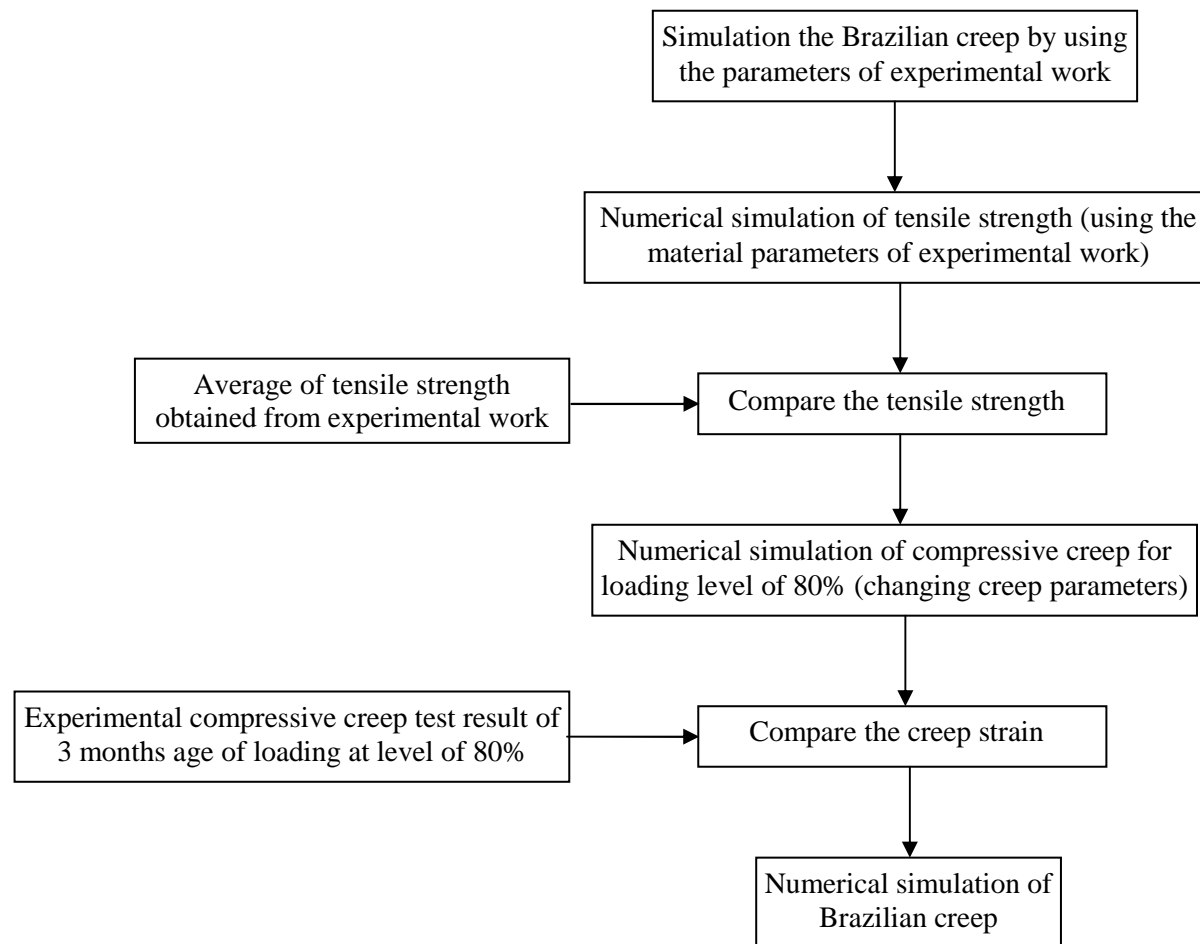 Simulation the Brazilian creep by using
the parameters of experimental work
Numerical simulation of tensile strength (using the
material parameters of experimental work)
Average of tensile strength
obtained from experimental work
Compare the tensile strength
Numerical simulation of compressive creep for
loading level of 80% (changing creep parameters)
Experimental compressive creep test result of
3 months age of loading at level of 80%
Compare the creep strain
Numerical simulation of
Brazilian creep